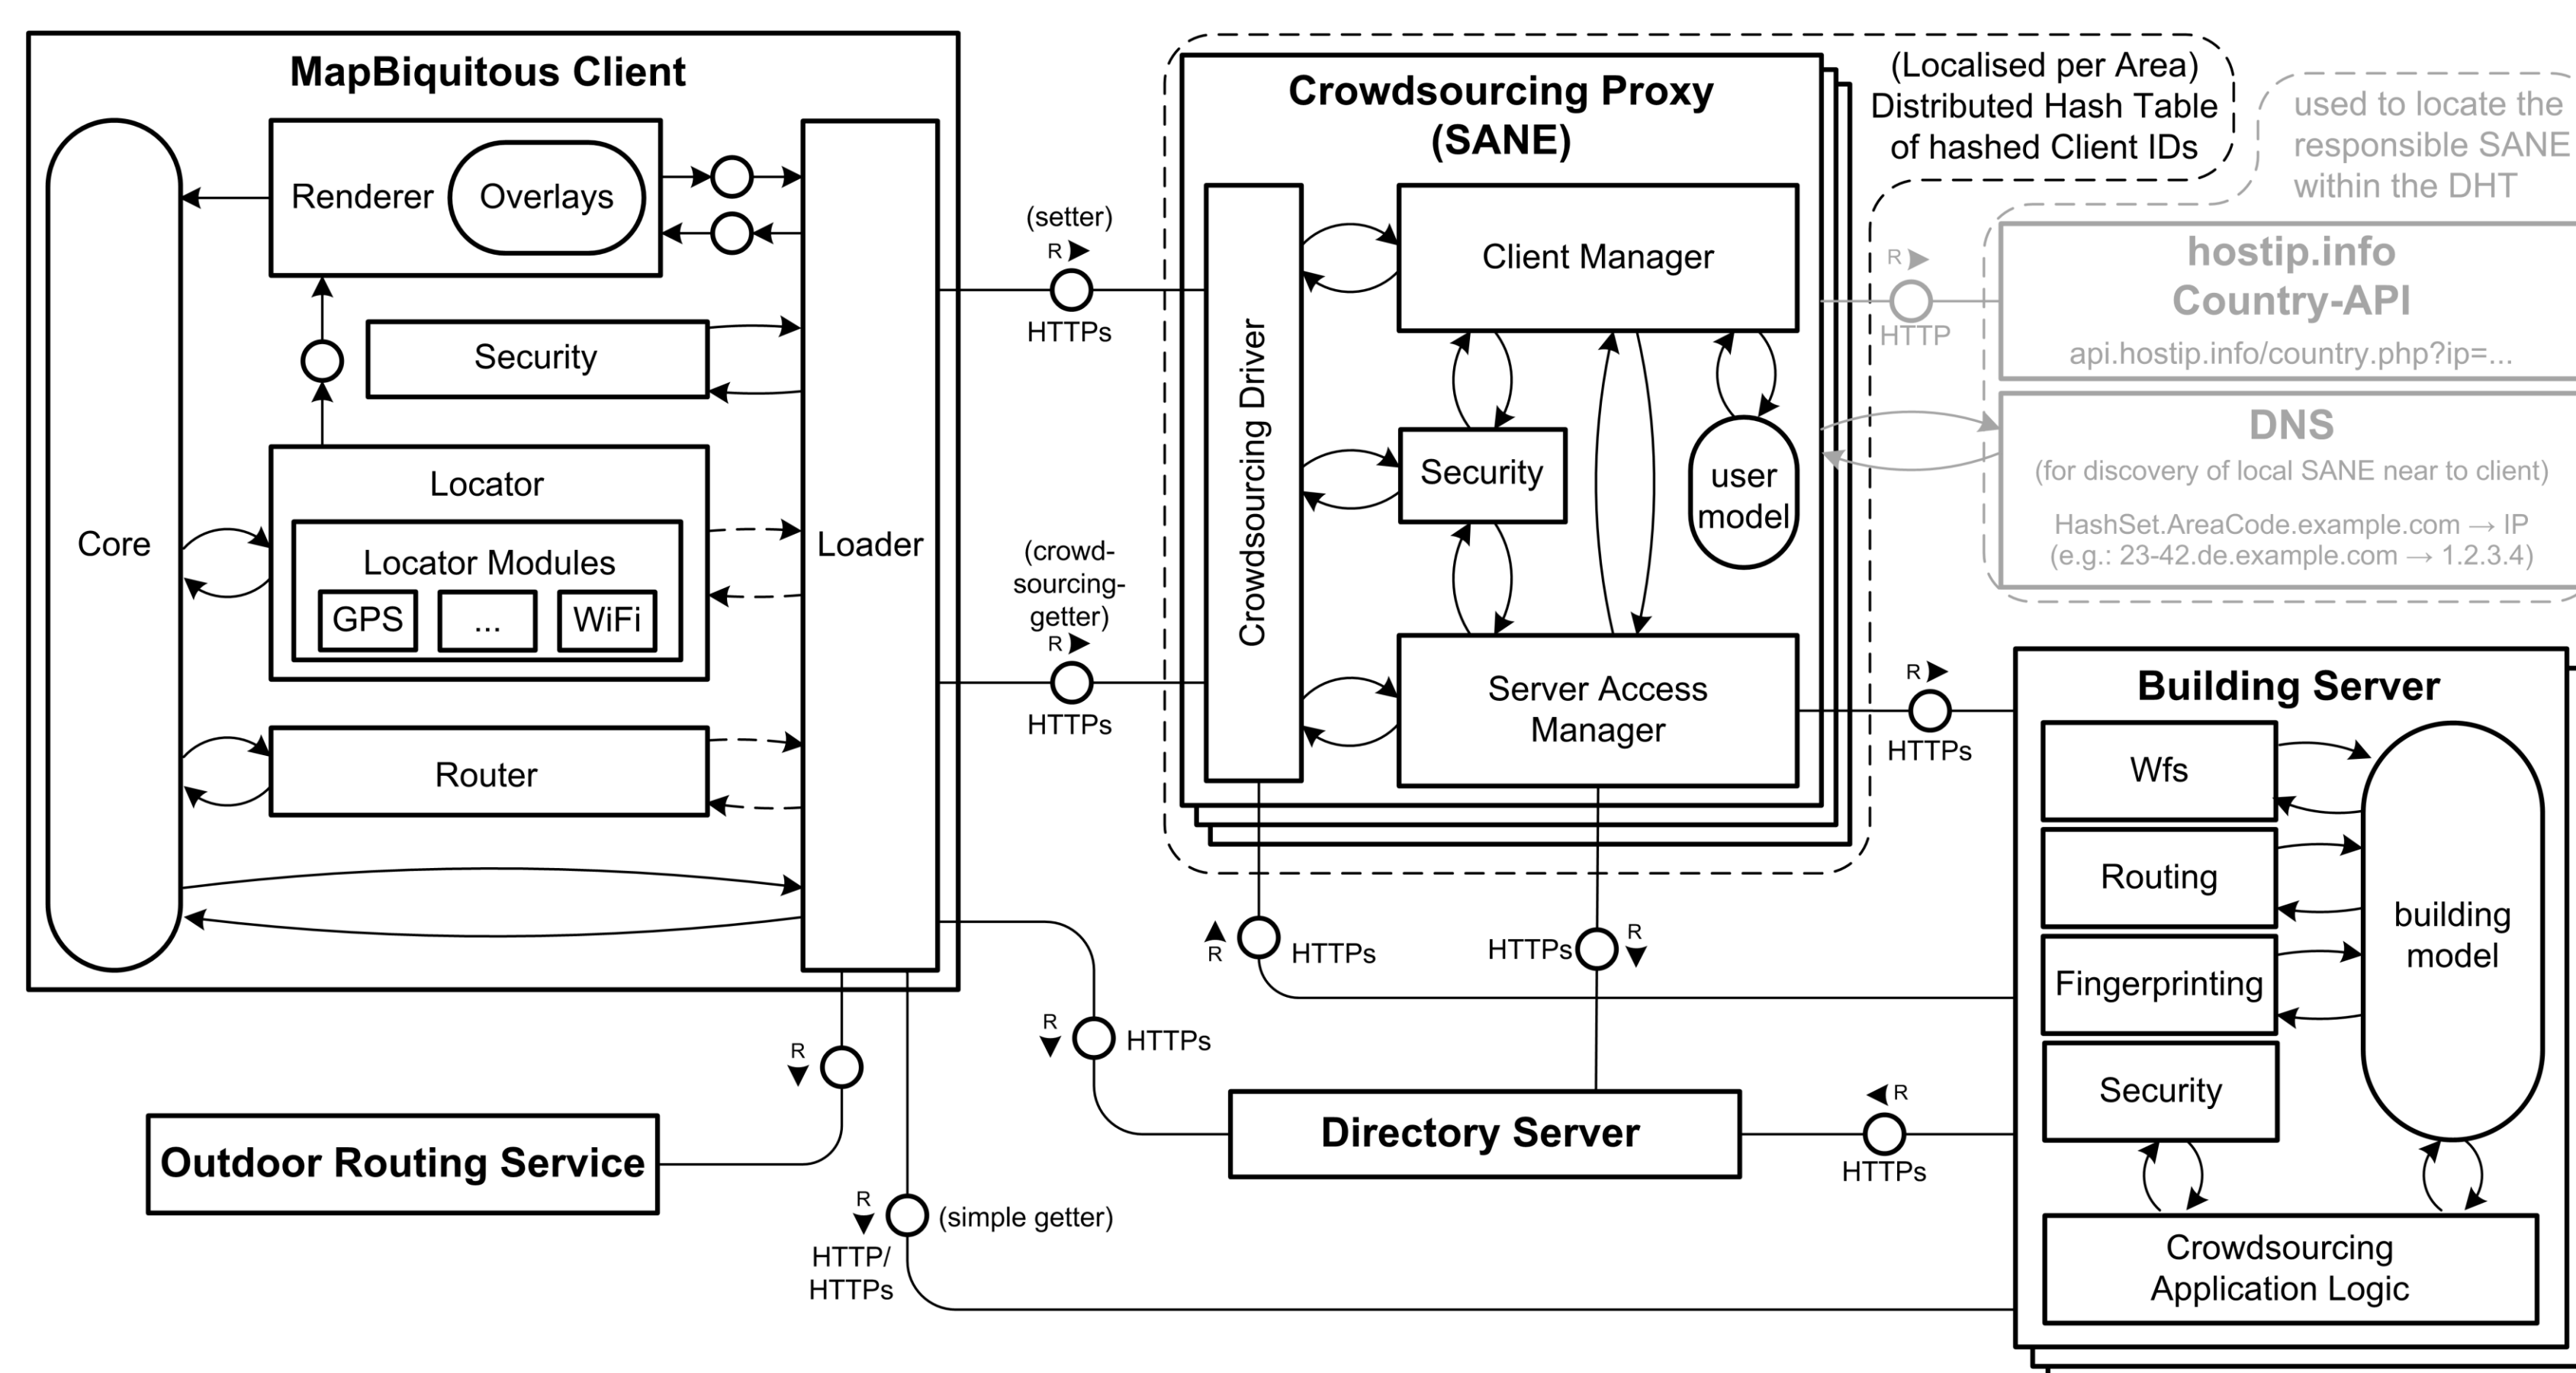 MapBiquitous Client
Core
Renderer
Overlays
Security
Locator
Locator Modules
GPS
...
WiFi
Router
Loader
(setter)
R
HTTPs
(crowd-
sourcing-
getter)
R
HTTPs
Crowdsourcing Proxy
(SANE)
Crowdsourcing Driver
Client Manager
Security
user
model
Server Access
Manager
(Localised per Area)
Distributed Hash Table
of hashed Client IDs
used to locate the
responsible SANE
within the DHT
R
HTTP
hostip.info
Country-API
api.hostip.info/country.php?ip=...
DNS
(for discovery of local SANE near to client)
HashSet.AreaCode.example.com → IP
(e.g.: 23-42.de.example.com → 1.2.3.4)
R
HTTPs
Building Server
Wfs
Routing
Fingerprinting
Security
building
model
Crowdsourcing
Application Logic
R
HTTPs
HTTPs
R
R
HTTPs
R
Outdoor Routing Service
Directory Server
R
HTTPs
R
(simple getter)
HTTP/
HTTPs